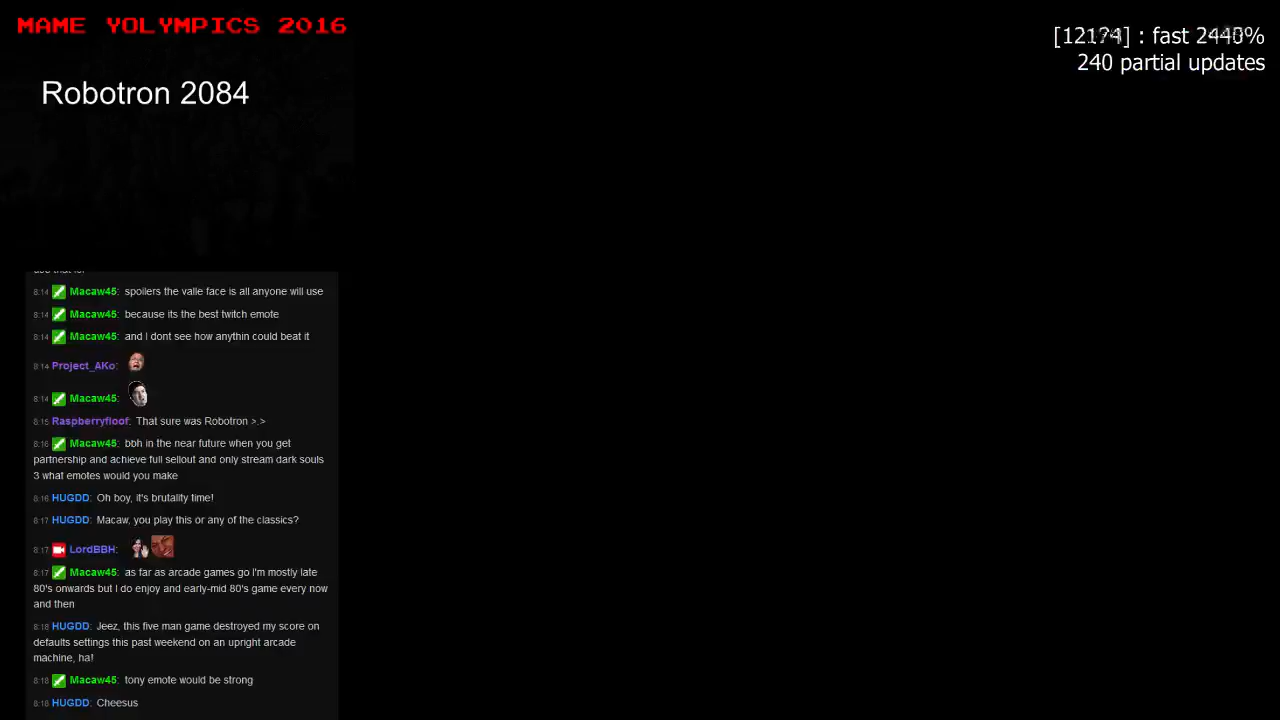 MAME YOLYMPICS 2016
[12174] : fast 2440%
240 partial updates
Robotron 2084
8:14 Macaw45: spoilers the valle face is all anyone will use
8:14 Macaw45: because its the best twitch emote
8:14 Macaw45: and I dont see how anythin could beat it
8:14 Project_AKo:
8:14 Macaw45:
8:15 Raspberryfloof: That sure was Robotron >.>
8:16 Macaw45: bbh in the near future when you get
partnership and achieve full sellout and only stream dark souls
3 what emotes would you make
8:16 HUGDD: Oh boy, it's brutality time!
8:17 HUGDD: Macaw, you play this or any of the classics?
8:17 LordBBH:
8:17 Macaw45: as far as arcade games go I'm mostly late
80's onwards but I do enjoy and early-mid 80's game every now
and then
8:18 HUGDD: Jeez, this five man game destroyed my score on
defaults settings this past weekend on an upright arcade
machine, ha!
8:18 Macaw45: tony emote would be strong
8:18 HUGDD: Cheesus